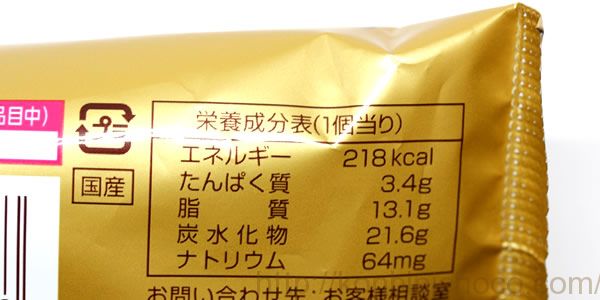 品目中)
プラ
国産
栄養成分表(1個当り)
エネルギー 218kcal
たんぱく質 3.4g
脂質 13.1g
炭水化物 21.6g
ナトリウム 64mg
お問い合わせ先 お客様相談室